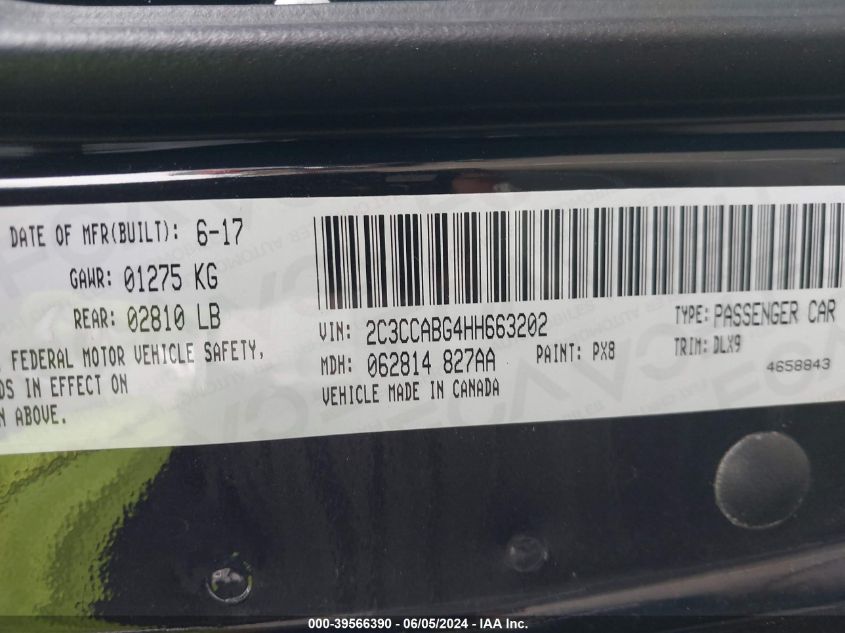 DATE OF MFR(BUILT): 6-17
GAWR: 01275 KG
REAR: 02810 LB
FEDERAL MOTOR VEHICLE SAFETY,
DS IN EFFECT ON
N ABOVE.
VIN: 2C3CCABG4HH663202
TYPE: PASSENGER CAR
MDH: 062814 827AA
PAINT: PX8
TRIM: DLX9
VEHICLE MADE IN CANADA
4658843
000-39566390 - 06/05/2024 - IAA Inc.